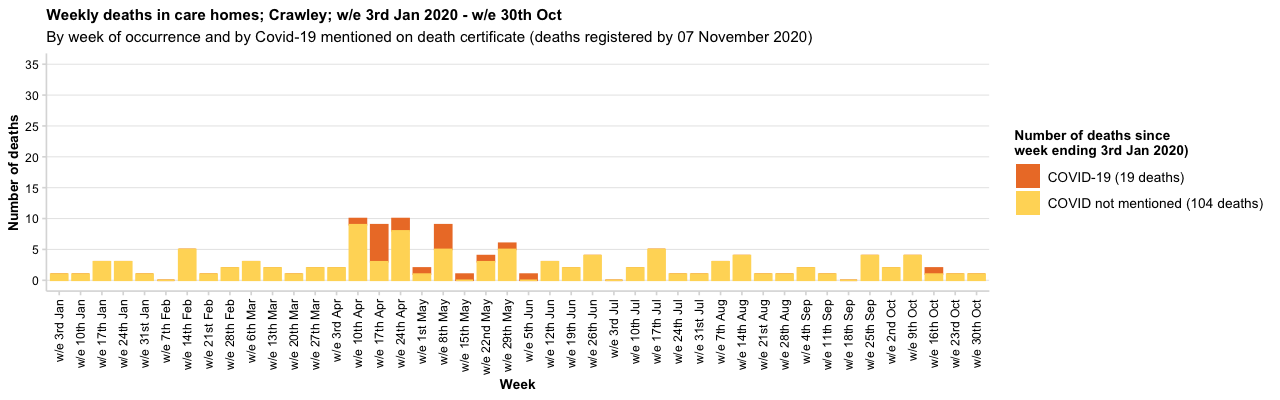 Weekly deaths in care homes; Crawley; w/e 3rd Jan 2020 - w/e 30th Oct
By week of occurrence and by Covid-19 mentioned on death certificate (deaths registered by 07 November 2020)
Number of deaths
35
30
25
20
15
10
5
0
w/e 3rd Jan
w/e 10th Jan
w/e 17th Jan
w/e 24th Jan
w/e 31st Jan
w/e 7th Feb
w/e 14th Feb
w/e 21st Feb
w/e 28th Feb
w/e 6th Mar
w/e 13th Mar
w/e 20th Mar
w/e 27th Mar
w/e 3rd Apr
w/e 10th Apr
w/e 17th Apr
w/e 24th Apr
w/e 1st May
w/e 8th May
w/e 15th May
w/e 22nd May
w/e 29th May
w/e 5th Jun
w/e 12th Jun
w/e 19th Jun
w/e 26th Jun
w/e 3rd Jul
w/e 10th Jul
w/e 17th Jul
w/e 24th Jul
w/e 31st Jul
w/e 7th Aug
w/e 14th Aug
w/e 21st Aug
w/e 28th Aug
w/e 4th Sep
w/e 11th Sep
w/e 18th Sep
w/e 25th Sep
w/e 2nd Oct
w/e 9th Oct
w/e 16th Oct
w/e 23rd Oct
w/e 30th Oct
Week
Number of deaths since
week ending 3rd Jan 2020)
COVID-19 (19 deaths)
COVID not mentioned (104 deaths)